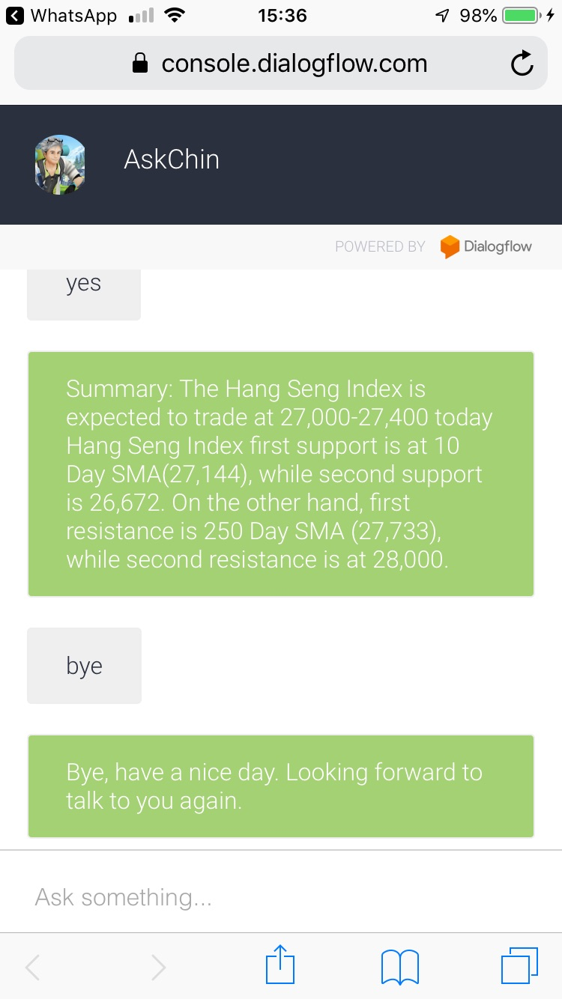 WhatsApp 15:36 98%
console.dialogflow.com
AskChin
POWERED BY Dialogflow
yes
Summary: The Hang Seng Index is
expected to trade at 27,000-27,400 today
Hang Seng Index first support is at 10
Day SMA(27,144), while second support
is 26,672. On the other hand, first
resistance is 250 Day SMA (27,733),
while second resistance is at 28,000.
bye
Bye, have a nice day. Looking forward to
talk to you again.
Ask something...